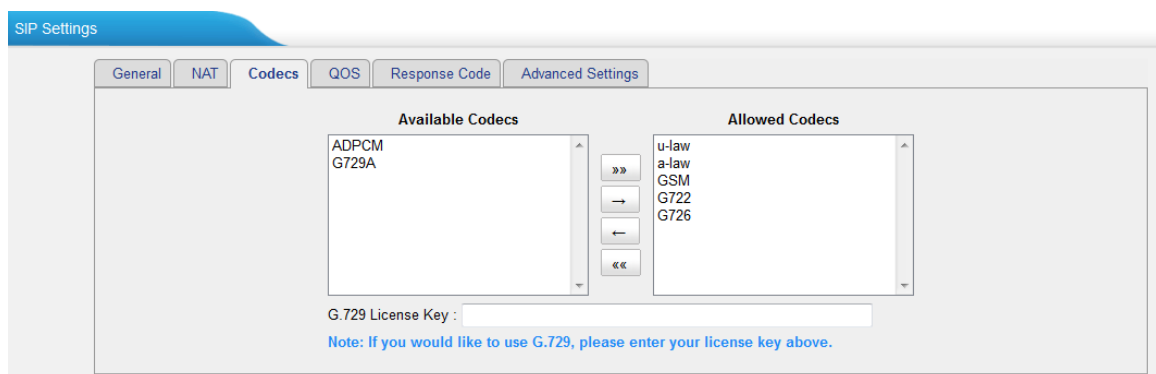 SIP Settings
General NAT Codecs QOS Response Code Advanced Settings
Available Codecs Allowed Codecs
ADPCM
G729A
»»
→
←
««
u-law
a-law
GSM
G722
G726
G.729 License Key :
Note: If you would like to use G.729, please enter your license key above.